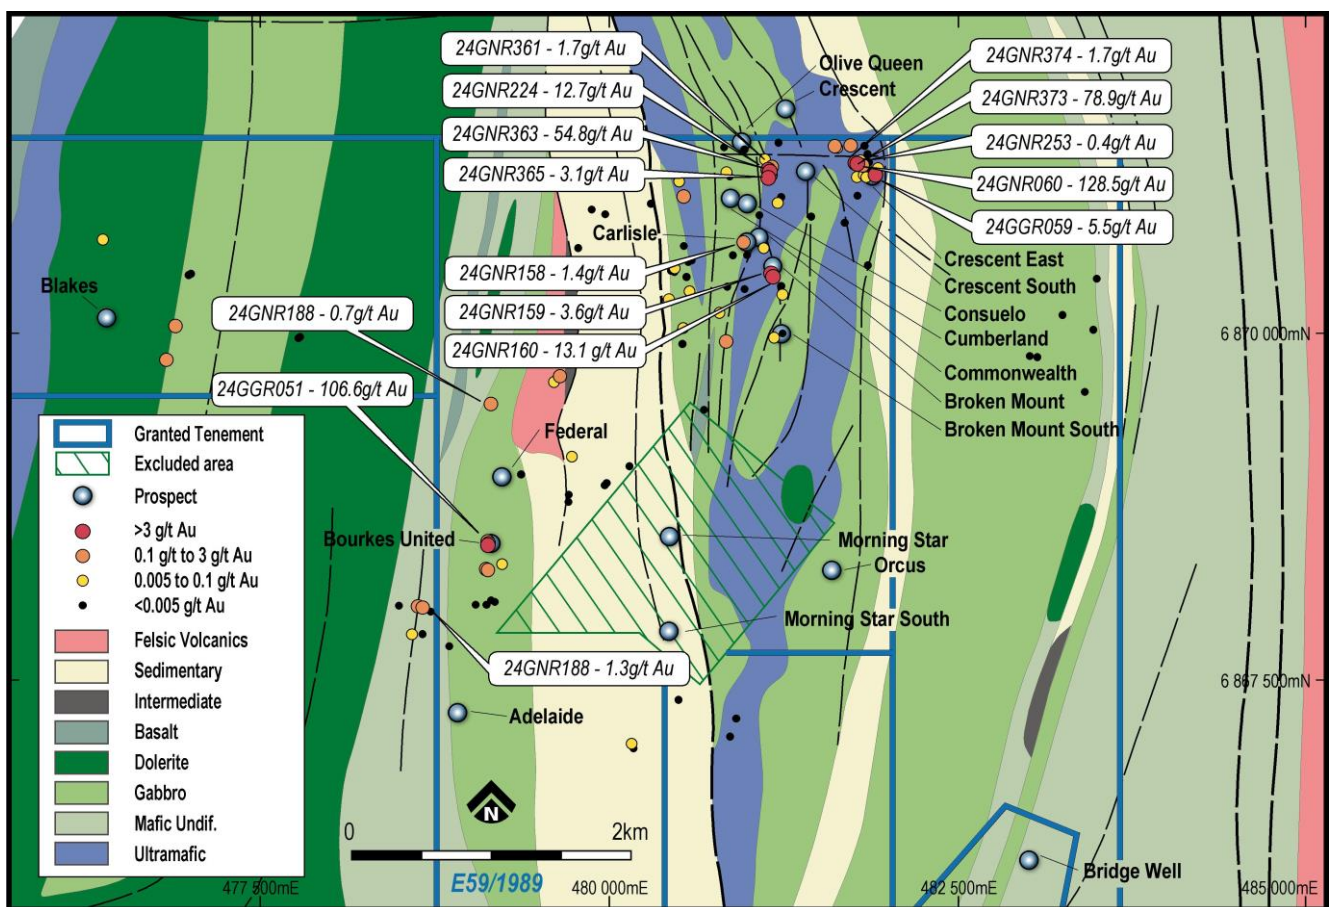 24GNR361 - 1.7g/t Au
24GNR224 - 12.7g/t Au
24GNR363 - 54.8g/t Au
24GNR365 - 3.1g/t Au
Olive Queen
Crescent
24GNR374 - 1.7g/t Au
24GNR373 - 78.9g/t Au
24GNR253 - 0.4g/t Au
24GNR060 - 128.5g/t Au
24GGR059 - 5.5g/t Au
Carlisle
24GNR158 - 1.4g/t Au
24GNR159 - 3.6g/t Au
24GNR160 - 13.1 g/t Au
Crescent East
Crescent South
Consuelo
Cumberland
Commonwealth
Broken Mount
Broken Mount South
Blakes
24GNR188 - 0.7g/t Au
24GGR051 - 106.6g/t Au
6 870 000mN
Federal
Bourkes United
Morning Star
Orcus
Morning Star South
24GNR188 - 1.3g/t Au
6 867 500mN
Adelaide
Bridge Well
Granted Tenement
Excluded area
Prospect
>3 g/t Au
0.1 g/t to 3 g/t Au
0.005 to 0.1 g/t Au
<0.005 g/t Au
Felsic Volcanics
Sedimentary
Intermediate
Basalt
Dolerite
Gabbro
Mafic Undif.
Ultramafic
N
0
2km
E59/1989
477 500mE
480 000mE
482 500mE
485 000mE